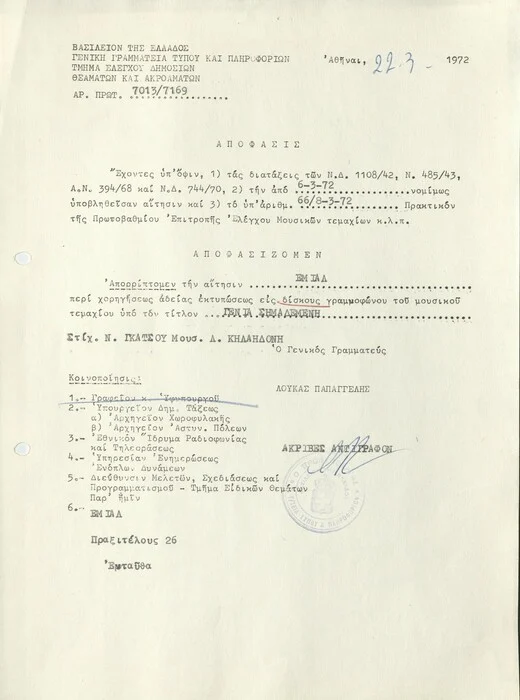 ΒΑΣΙΛΕΙΟΝ ΤΗΣ ΕΛΛΑΔΟΣ
ΓΕΝΙΚΗ ΓΡΑΜΜΑΤΕΙΑ ΤΥΠΟΥ ΚΑΙ ΠΛΗΡΟΦΟΡΙΩΝ
ΤΜΗΜΑ ΕΛΕΓΧΟΥ ΔΗΜΟΣΙΩΝ
ΘΕΑΜΑΤΩΝ ΚΑΙ ΑΚΡΟΑΜΑΤΩΝ
ΑΡ. ΠΡΩΤ. 7013/7169
Ἀθῆναι, 22.3 - 1972
ΑΠΟΦΑΣΙΣ
Ἔχοντες ὑπ'ὄψιν, 1) τάς διατάξεις τῶν Ν.Δ. 1108/42, Ν. 485/43,
Α.Ν. 394/68 καί Ν.Δ. 744/70, 2) τήν ἀπό 6-3-72 νομίμως
ὑποβληθεῖσαν αἴτησιν καί 3) τό ὑπ'ἀριθμ. 66/8-3-72 Πρακτικόν
τῆς Πρωτοβαθμίου Ἐπιτροπῆς Ἐλέγχου Μουσικῶν τεμαχίων κ.λ.π.
ΑΠΟΦΑΣΙΖΟΜΕΝ
Ἀπορρίπτομεν τήν αἴτησιν ΕΜΙΑΛ
περί χορηγήσεως ἀδείας ἐκτυπώσεως εἰς δίσκους γραμμοφώνου τοῦ μουσικοῦ
τεμαχίου ὑπό τόν τίτλον ΓΕΝΙΑ ΣΗΜΑΔΕΜΕΝΗ
Στίχ. Ν. ΓΚΑΤΣΟΥ Μουσ. Λ. ΚΗΛΑΗΔΟΝΗ
Ὁ Γενικός Γραμματεύς
Κοινοποίησις:
ΛΟΥΚΑΣ ΠΑΠΑΓΓΕΛΗΣ
1.- Γραφεῖον κ. Ὑφυπουργοῦ
2.- Ὑπουργεῖον Δημ. Τάξεως
α) Ἀρχηγεῖον Χωροφυλακῆς
β) Ἀρχηγεῖον Ἀστυν. Πόλεων
3.- Ἐθνικόν Ἵδρυμα Ραδιοφωνίας
καί Τηλεοράσεως
ΑΚΡΙΒΕΣ ΑΝΤΙΓΡΑΦΟΝ
4.- Ὑπηρεσίαν Ἐνημερώσεως
Ἐνόπλω. Δυνάμεων
5.- Διεύθυνσιν Μελετῶν, Σχεδιάσεως καί
Προγραμματισμοῦ - Τμῆμα Εἰδικῶν Θεμάτων
Παρ' ἡμῖν
6.- ΕΜΙΑΛ
Πραξιτέλους 26
Ἐνταῦθα